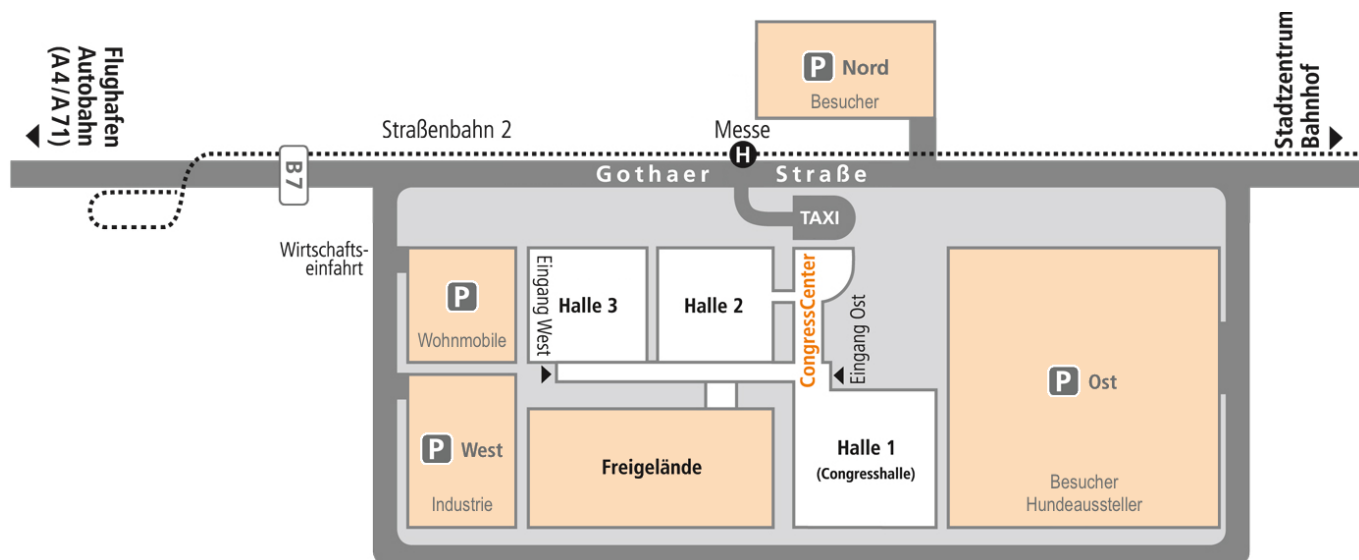 Flughafen
Autobahn
(A4/A71)
Straßenbahn 2
Messe
H
P Nord
Besucher
Stadtzentrum
Bahnhof
B7
Gothaer Straße
TAXI
Wirtschafts-
einfahrt
P
Wohnmobile
Eingang West
Halle 3
Halle 2
CongressCenter
Eingang Ost
P West
Industrie
Freigelände
Halle 1
(Congresshalle)
P Ost
Besucher
Hundeaussteller